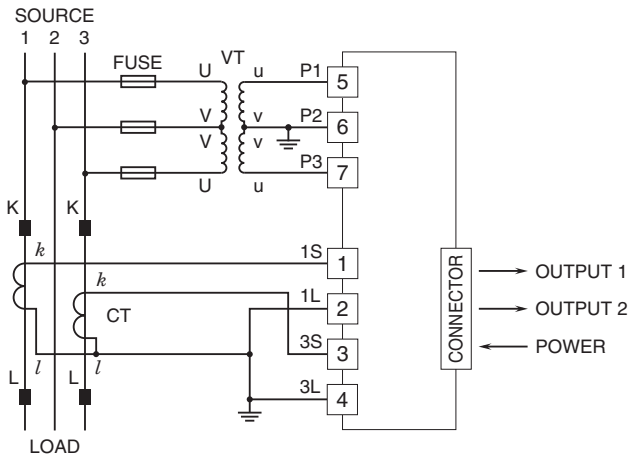 SOURCE
1 2 3
FUSE
VT
U u P1 5
V v P2 6
V v
U u P3 7
K K
k 1S 1
k 1L 2
CT 3S 3
l l
L L 3L 4
LOAD
CONNECTOR
OUTPUT 1
OUTPUT 2
POWER